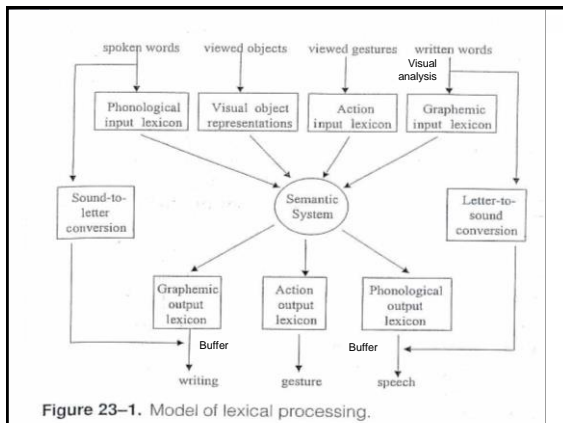 spoken words viewed objects viewed gestures written words
Visual
analysis
Phonological
input lexicon
Visual object
representations
Action
input lexicon
Graphemic
input lexicon
Sound-to-
letter
conversion
Semantic
System
Letter-to-
sound
conversion
Graphemic
output
lexicon
Action
output
lexicon
Phonological
output
lexicon
Buffer
Buffer
writing gesture speech
Figure 23–1. Model of lexical processing.